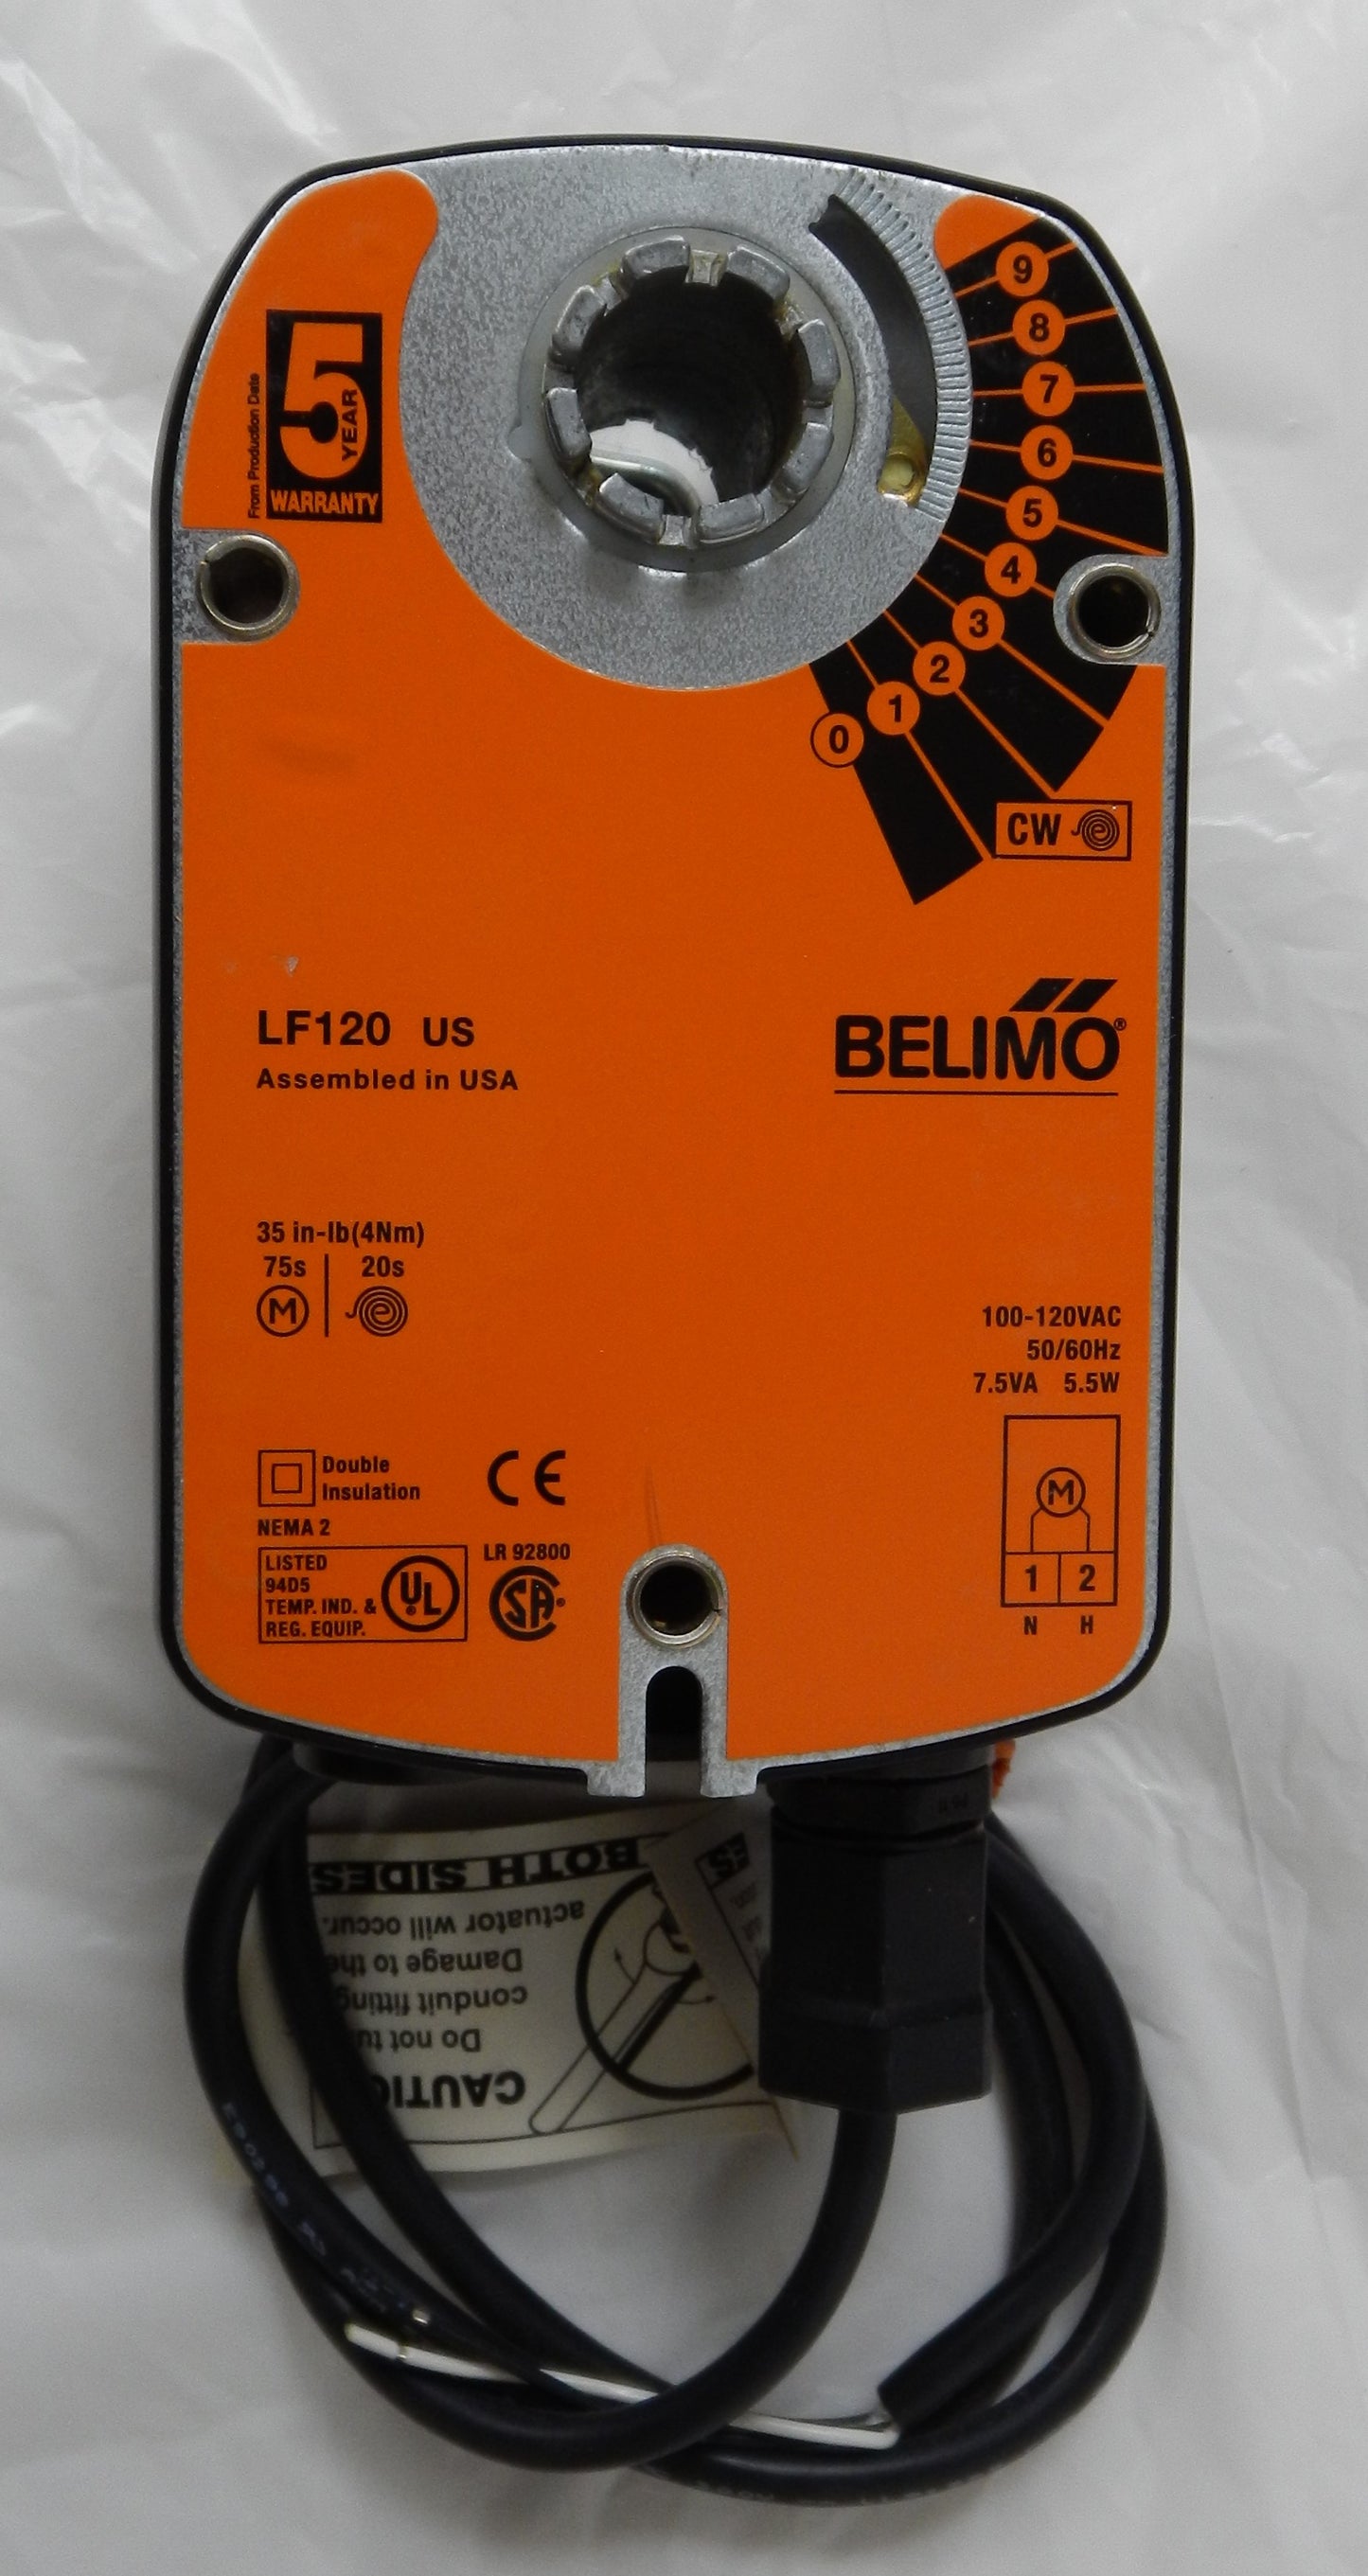 From Production Date
5
YEAR
WARRANTY
9
8
7
6
5
4
3
2
1
0
CW
LF120 US
Assembled in USA
BELIMO®
35 in-lb(4Nm)
75s 20s
M
100-120VAC
50/60Hz
7.5VA 5.5W
M
1 2
N H
Double
Insulation
CE
NEMA 2
LISTED
94D5
TEMP. IND. &
REG. EQUIP.
UL
LR 92800
SA
CAUTIO
Do not tu
conduit fitting
Damage to the
actuator will occur.
BOTH SIDES
ES